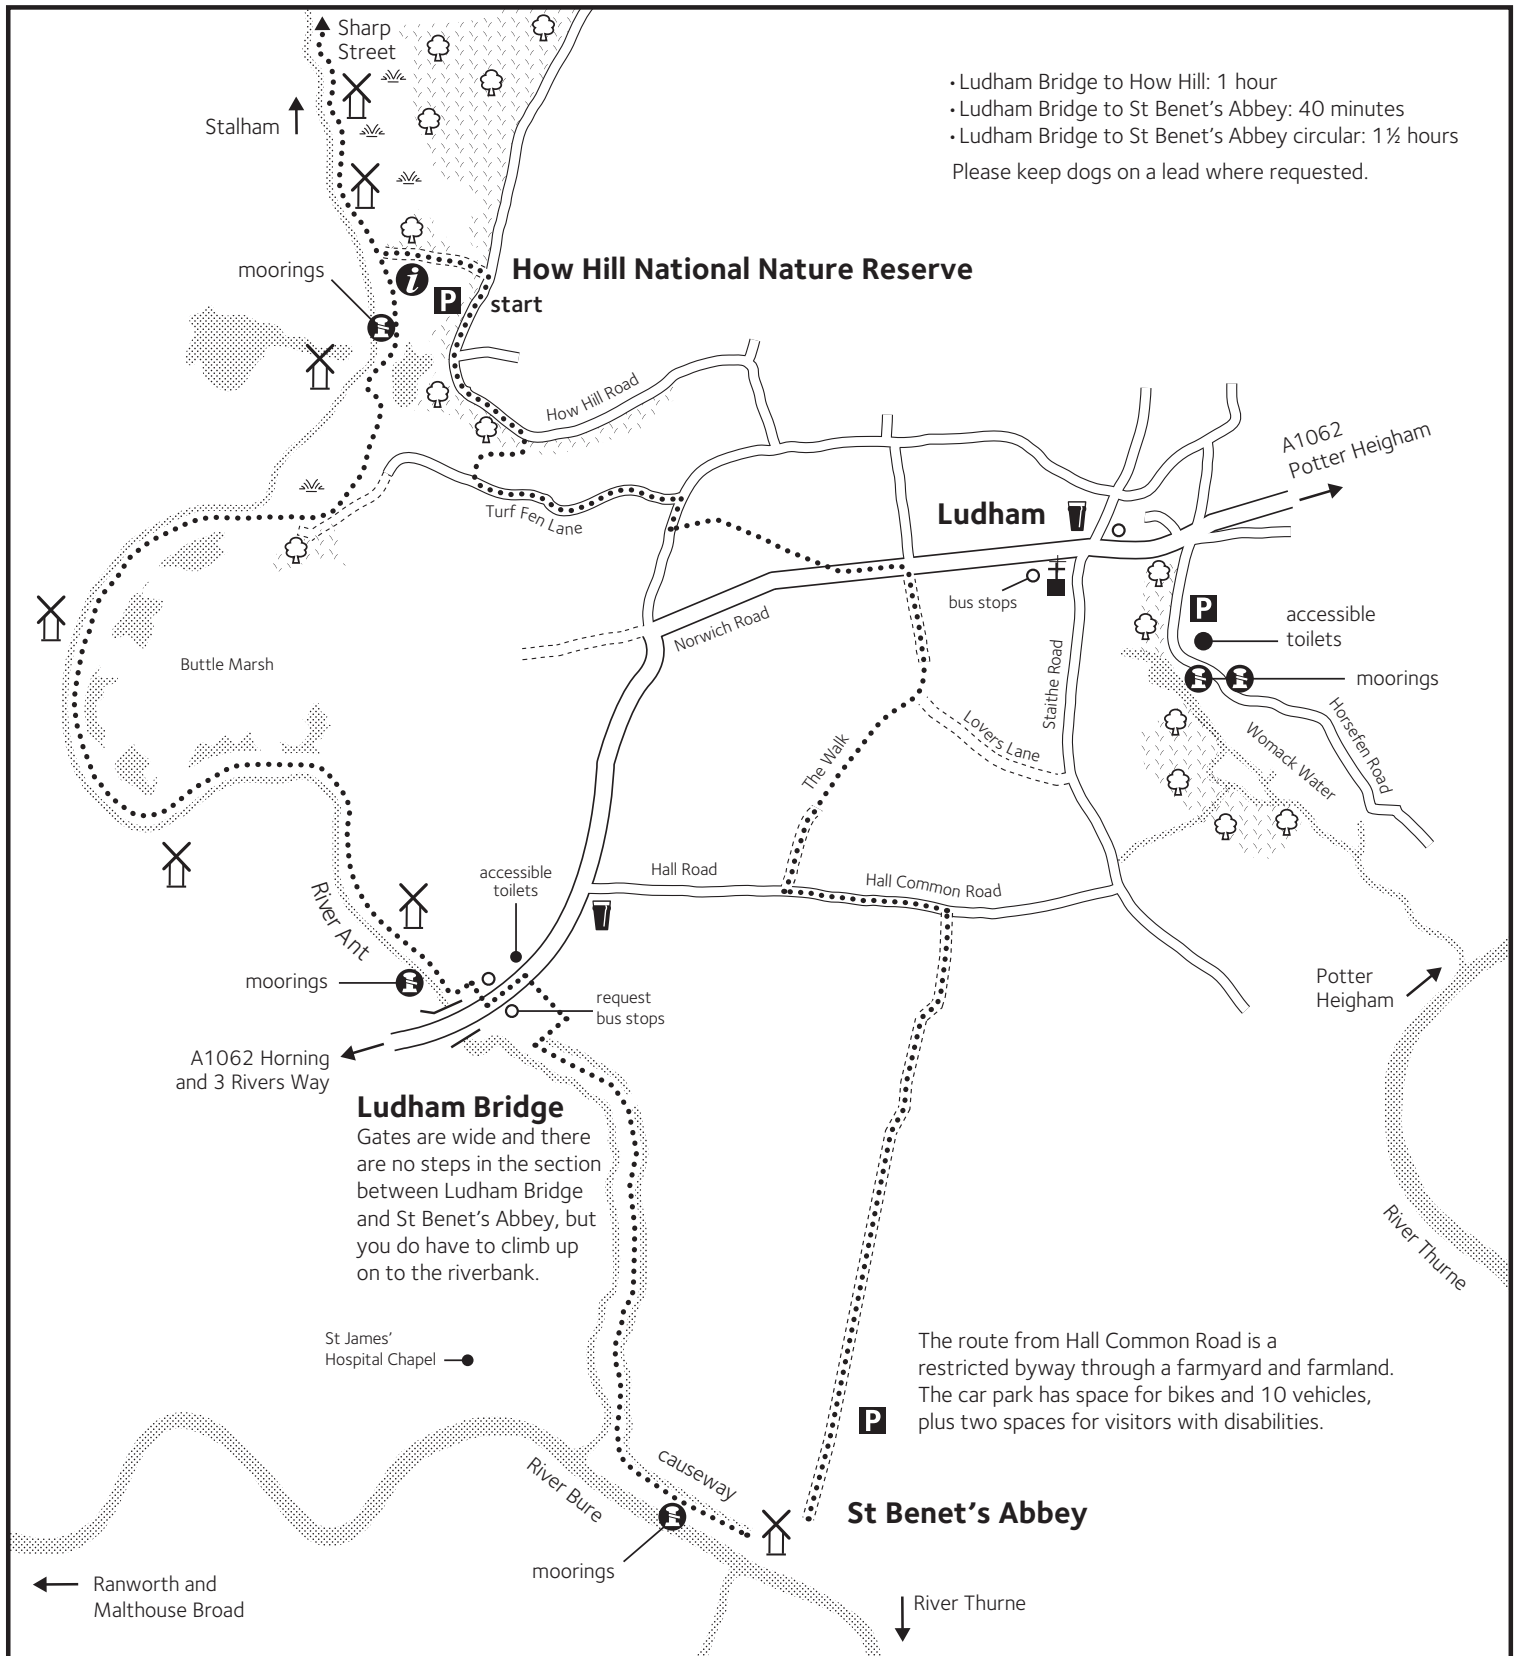 Sharp
Street
Stalham
· Ludham Bridge to How Hill: 1 hour
· Ludham Bridge to St Benet’s Abbey: 40 minutes
· Ludham Bridge to St Benet’s Abbey circular: 1½ hours
Please keep dogs on a lead where requested.
moorings
i
How Hill National Nature Reserve
P
start
How Hill Road
A1062
Potter Heigham
Turf Fen Lane
Ludham
bus stops
P
accessible
toilets
Norwich Road
Buttle Marsh
Staithe Road
moorings
Lovers Lane
Horsefen Road
Womack Water
The Walk
Hall Road
Hall Common Road
accessible
toilets
River Ant
moorings
request
bus stops
Potter
Heigham
A1062 Horning
and 3 Rivers Way
Ludham Bridge
Gates are wide and there
are no steps in the section
between Ludham Bridge
and St Benet’s Abbey, but
you do have to climb up
on to the riverbank.
River Thurne
St James’
Hospital Chapel
The route from Hall Common Road is a
restricted byway through a farmyard and farmland.
The car park has space for bikes and 10 vehicles,
plus two spaces for visitors with disabilities.
P
causeway
River Bure
St Benet’s Abbey
moorings
Ranworth and
Malthouse Broad
River Thurne